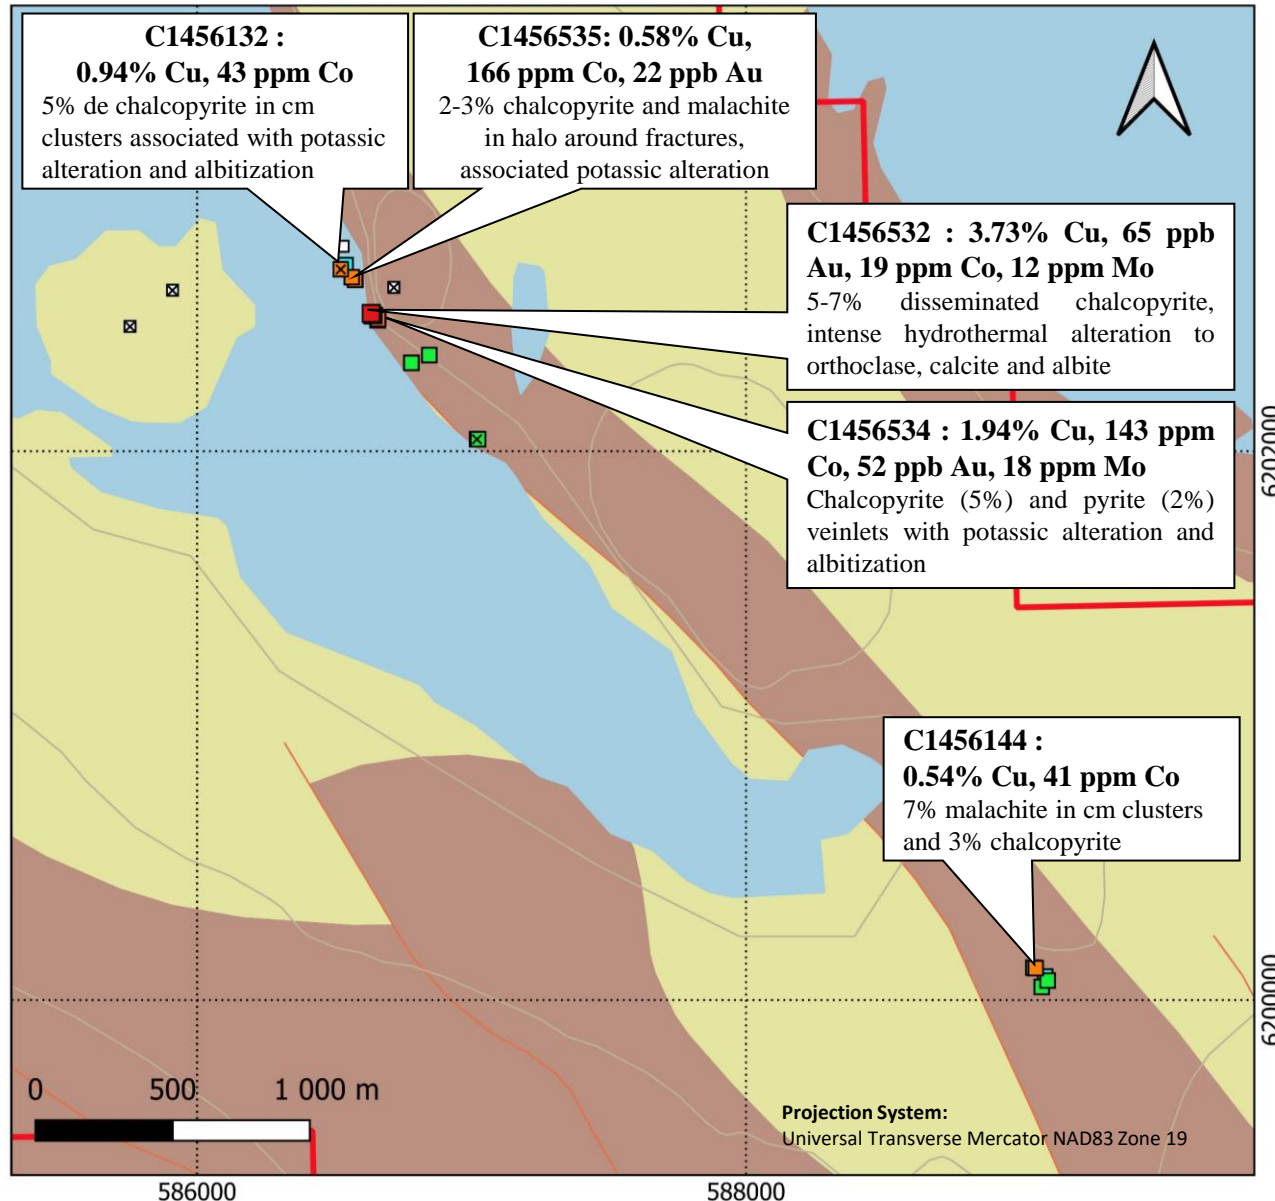 C1456132 :
0.94% Cu, 43 ppm Co
5% de chalcopyrite in cm
clusters associated with potassic
alteration and albitization
C1456535: 0.58% Cu,
166 ppm Co, 22 ppb Au
2-3% chalcopyrite and malachite
in halo around fractures,
associated potassic alteration
C1456532 : 3.73% Cu, 65 ppb
Au, 19 ppm Co, 12 ppm Mo
5-7% disseminated chalcopyrite,
intense hydrothermal alteration to
orthoclase, calcite and albite
C1456534 : 1.94% Cu, 143 ppm
Co, 52 ppb Au, 18 ppm Mo
Chalcopyrite (5%) and pyrite (2%)
veinlets with potassic alteration and
albitization
6202000
C1456144 :
0.54% Cu, 41 ppm Co
7% malachite in cm clusters
and 3% chalcopyrite
6200000
0 500 1 000 m
Projection System:
Universal Transverse Mercator NAD83 Zone 19
586000 588000